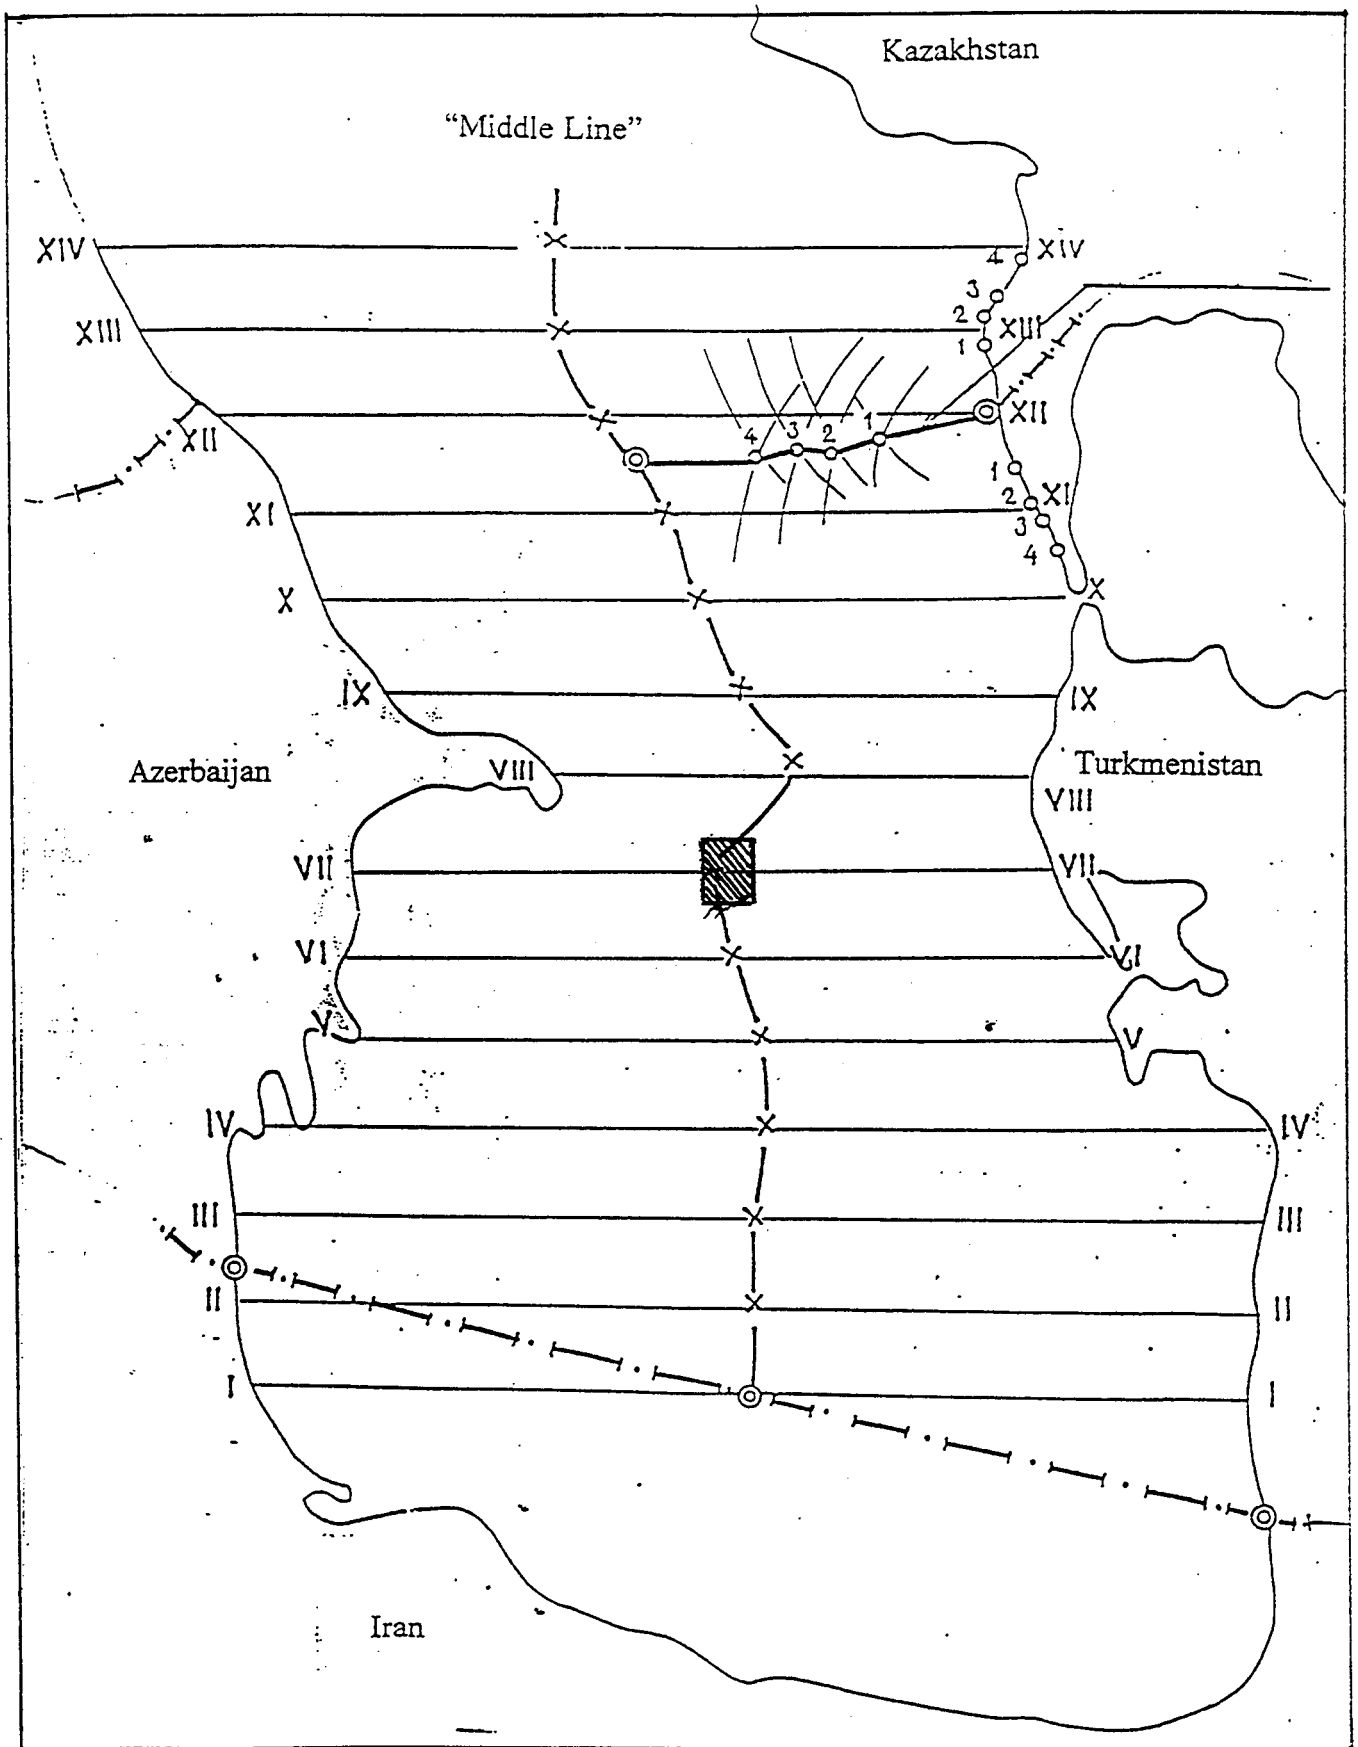 Kazakhstan
“Middle Line”
XIV
4
XIV
3
2
XIII
XIII
1
XII
XII
1
4
3
2
1
XI
2
XI
3
4
X
X
IX
IX
Azerbaijan
VIII
Turkmenistan
VIII
VII
VII
VI
VI
V
V
IV
IV
III
III
II
II
I
I
Iran